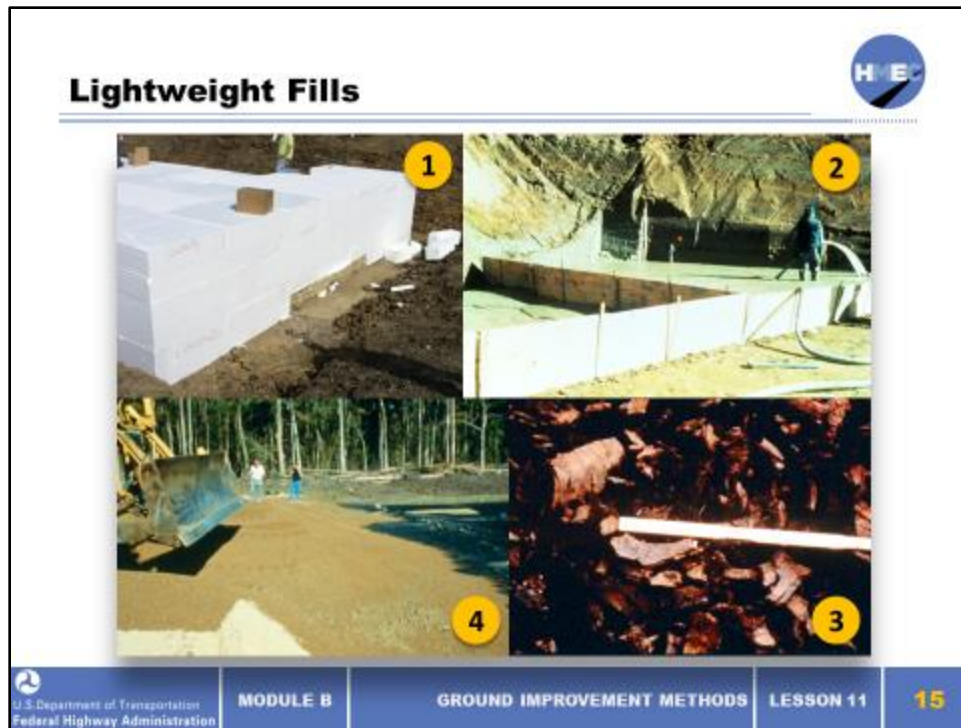 Lightweight Fills
HMEC
1
2
4
3
U.S.Department of Transportation
Federal Highway Administration
MODULE B
GROUND IMPROVEMENT METHODS
LESSON 11
15